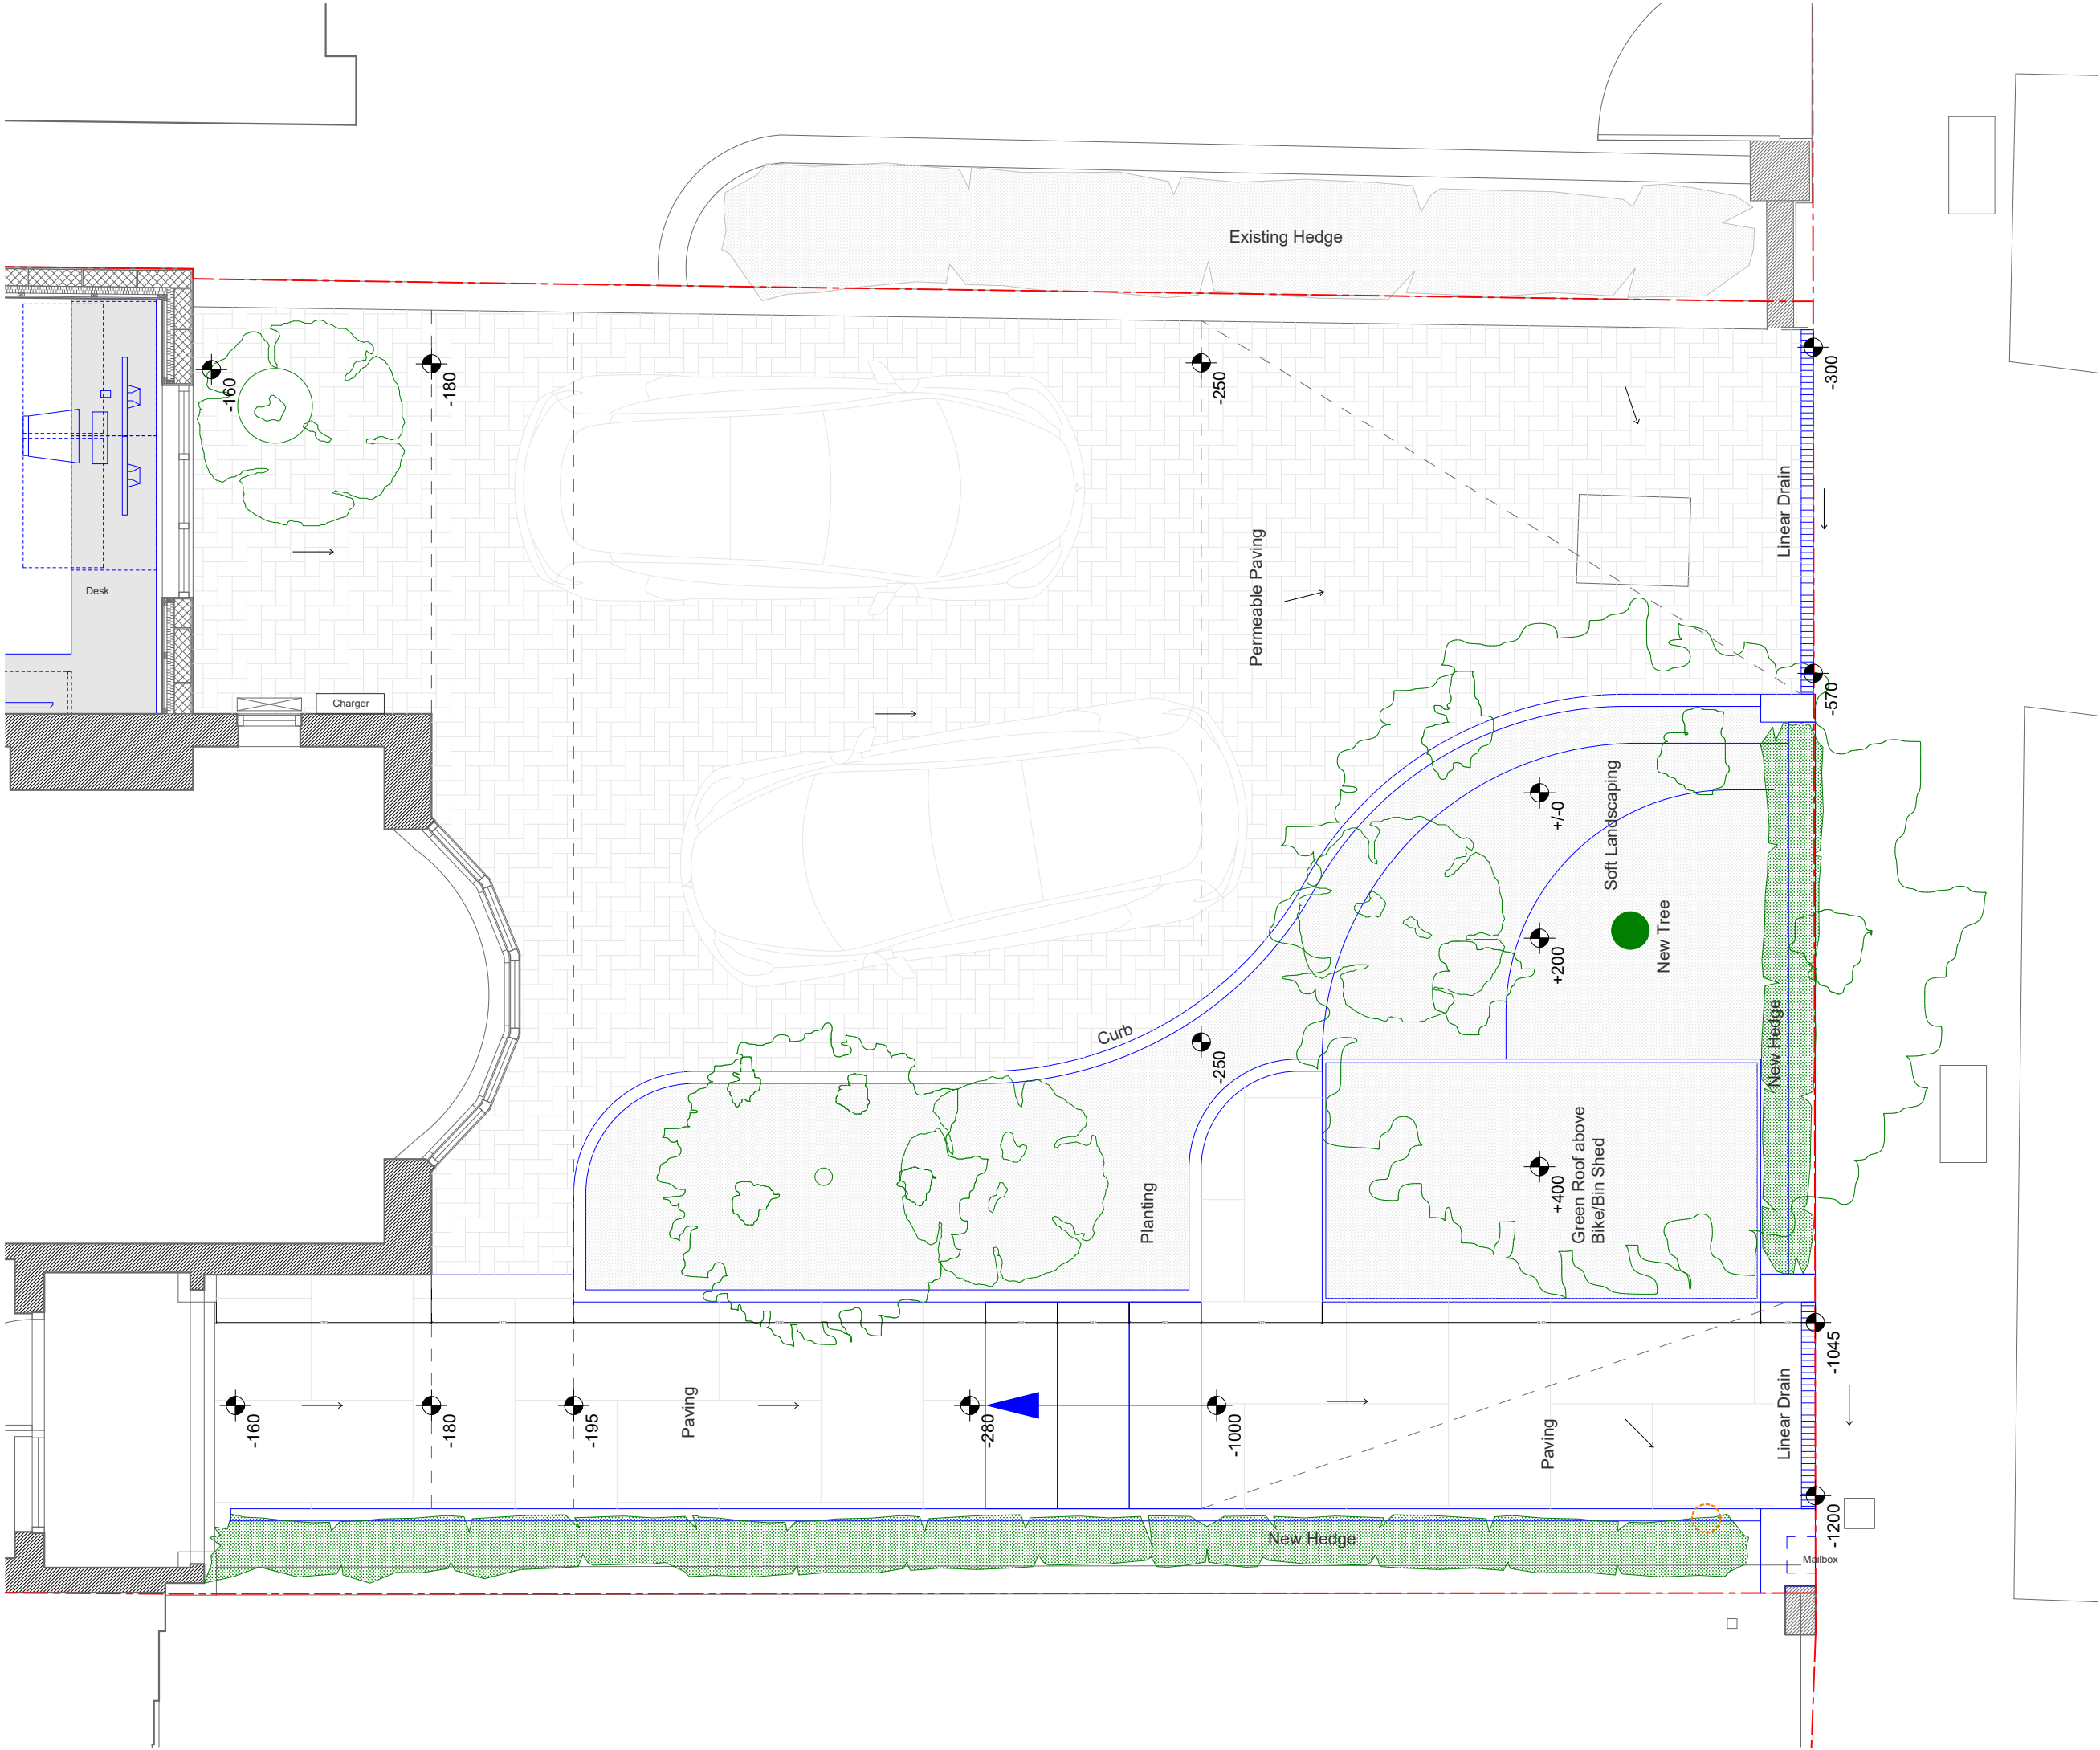 Existing Hedge
-160
-180
-250
-300
Linear Drain
Permeable Paving
Desk
Charger
-570
+/-0
Soft Landscaping
+200
New Tree
New Hedge
Curb
-250
Planting
+400
Green Roof above
Bike/Bin Shed
-1045
-160
-180
-195
Paving
-280
-1000
Paving
Linear Drain
-1200
New Hedge
Mailbox